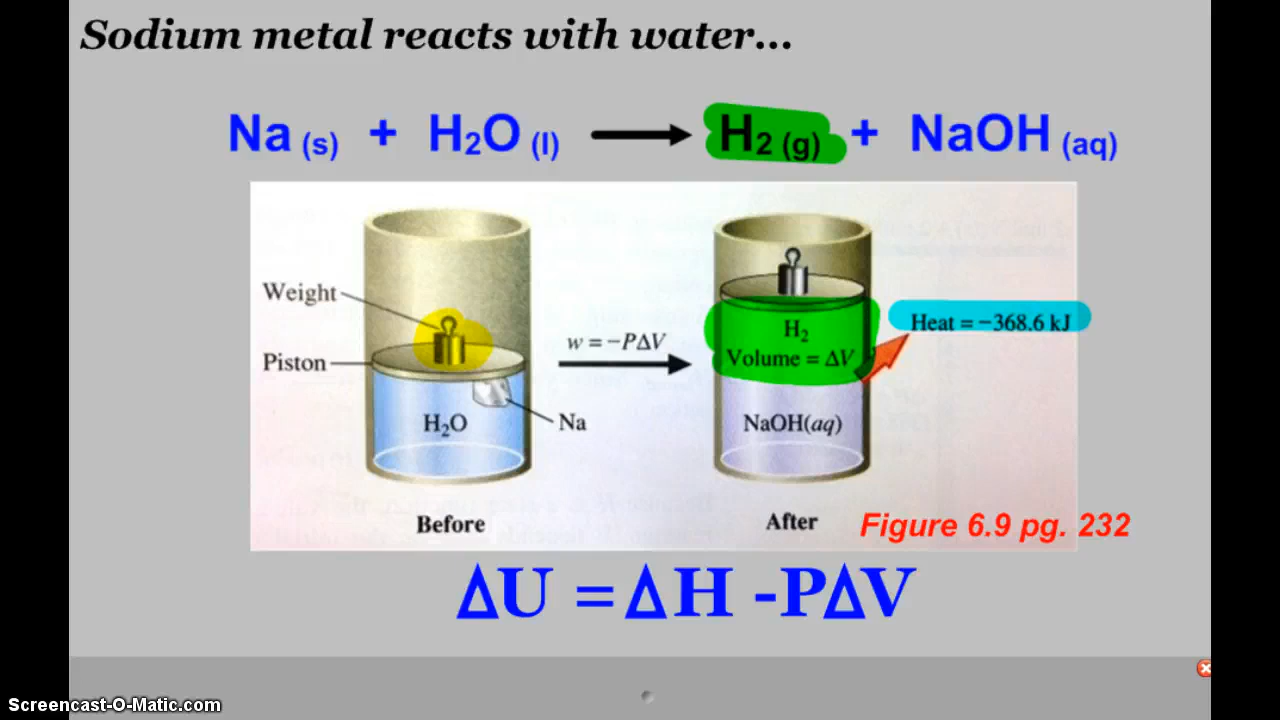 Sodium metal reacts with water...
Na (s) + H2O (l) → H2 (g) + NaOH (aq)
Weight
Piston
H₂O
Na
Before
w = −PΔV
H₂
Volume = ΔV
NaOH(aq)
After
Heat = −368.6 kJ
Figure 6.9 pg. 232
ΔU = ΔH -PΔV
Screencast-O-Matic.com